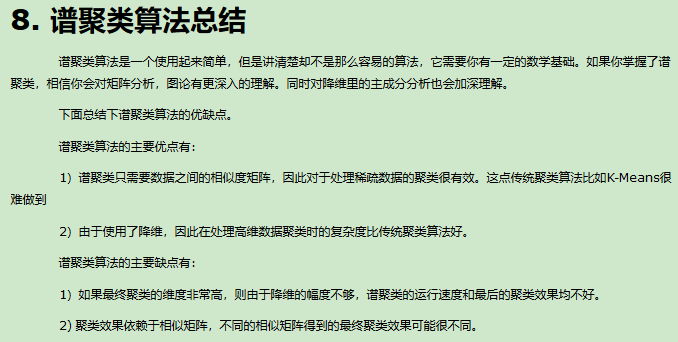 8. 谱聚类算法总结
谱聚类算法是一个使用起来简单，但是讲清楚却不是那么容易的算法，它需要你有一定的数学基础。如果你掌握了谱
聚类，相信你会对矩阵分析，图论有更深入的理解。同时对降维里的主成分分析也会加深理解。
下面总结下谱聚类算法的优缺点。
谱聚类算法的主要优点有：
1）谱聚类只需要数据之间的相似度矩阵，因此对于处理稀疏数据的聚类很有效。这点传统聚类算法比如K-Means很
难做到
2）由于使用了降维，因此在处理高维数据聚类时的复杂度比传统聚类算法好。
谱聚类算法的主要缺点有：
1）如果最终聚类的维度非常高，则由于降维的幅度不够，谱聚类的运行速度和最后的聚类效果均不好。
2) 聚类效果依赖于相似矩阵，不同的相似矩阵得到的最终聚类效果可能很不同。